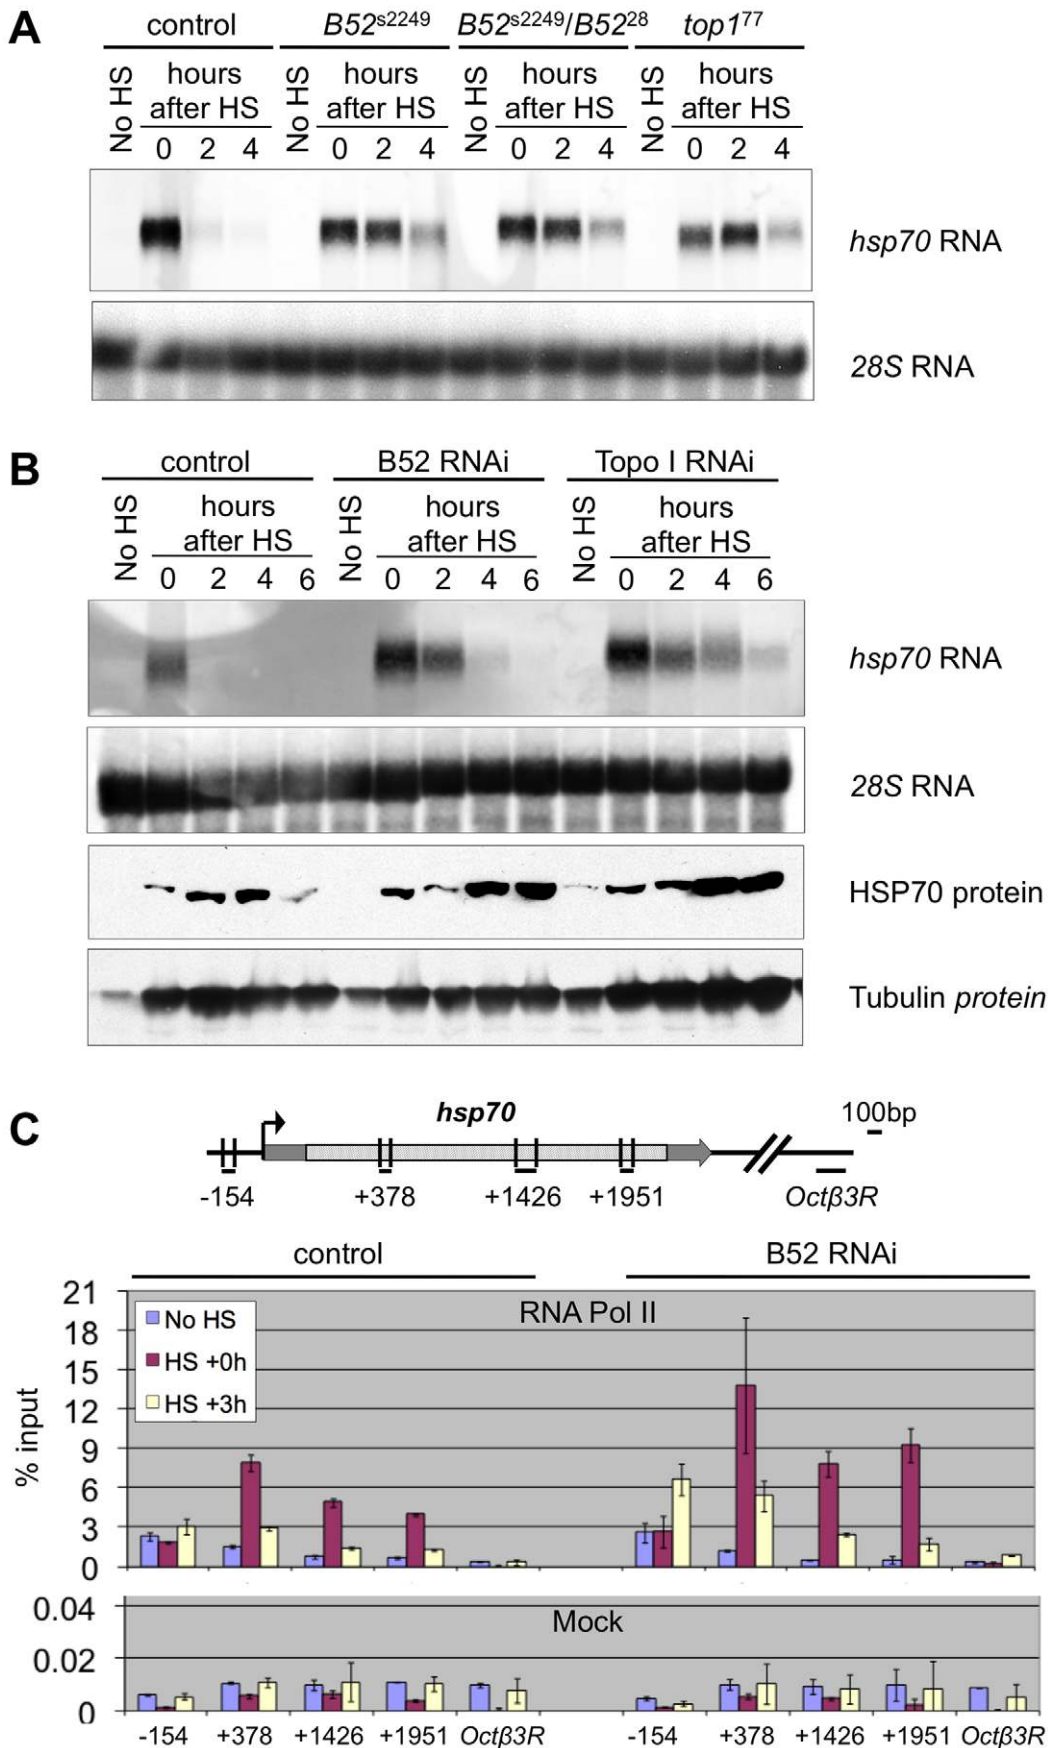 A
control B52s2249 B52s2249/B5228 top177
No HS hours after HS No HS hours after HS No HS hours after HS No HS hours after HS
0 2 4 0 2 4 0 2 4 0 2 4
hsp70 RNA
28S RNA
B
control B52 RNAi Topo I RNAi
No HS hours after HS No HS hours after HS No HS hours after HS
0 2 4 6 0 2 4 6 0 2 4 6
hsp70 RNA
28S RNA
HSP70 protein
Tubulin protein
C
hsp70 100bp
-154 +378 +1426 +1951 Octβ3R
control B52 RNAi
RNA Pol II
No HS
HS +0h
HS +3h
% input
21
18
15
12
9
6
3
0
Mock
0.04
0.02
0
-154 +378 +1426 +1951 Octβ3R -154 +378 +1426 +1951 Octβ3R